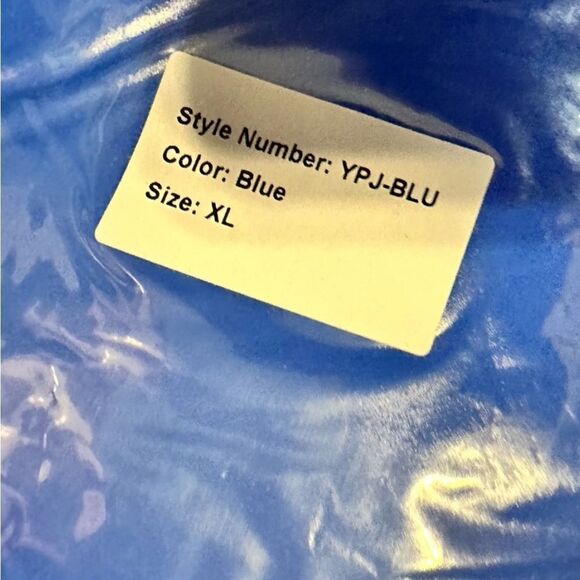 Style Number: YPJ-BLU
Color: Blue
Size: XL